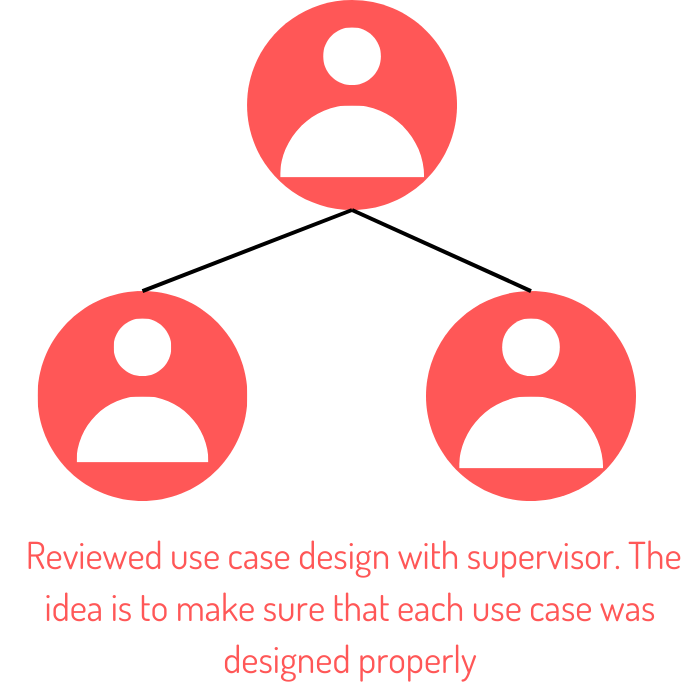 Reviewed use case design with supervisor. The
idea is to make sure that each use case was
designed properly